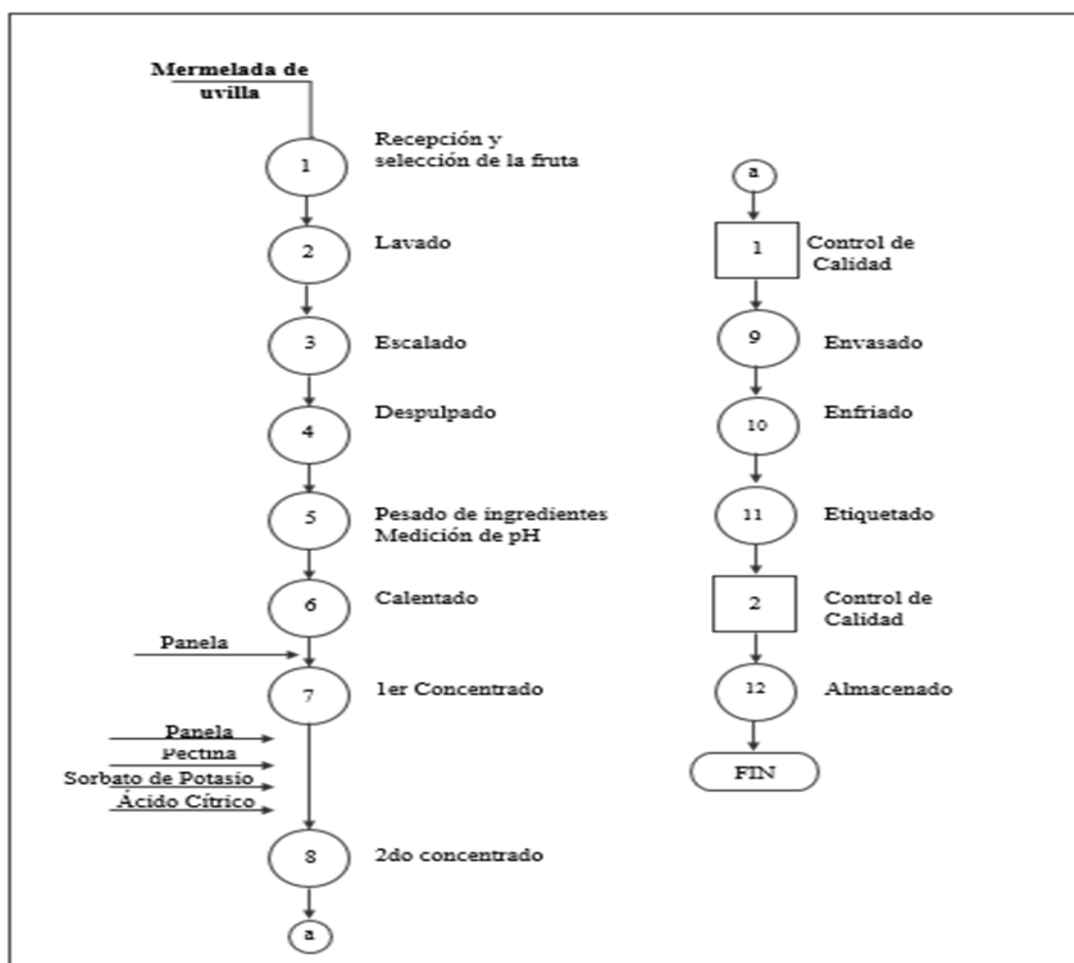 Mermelada de
uvilla
1
Recepción y
selección de la fruta
2
Lavado
3
Escalado
4
Despulpado
5
Pesado de ingredientes
Medición de pH
6
Calentado
Panela
7
1er Concentrado
Panela
Pectina
Sorbato de Potasio
Ácido Cítrico
8
2do concentrado
a
a
1
Control de
Calidad
9
Envasado
10
Enfriado
11
Etiquetado
2
Control de
Calidad
12
Almacenado
FIN